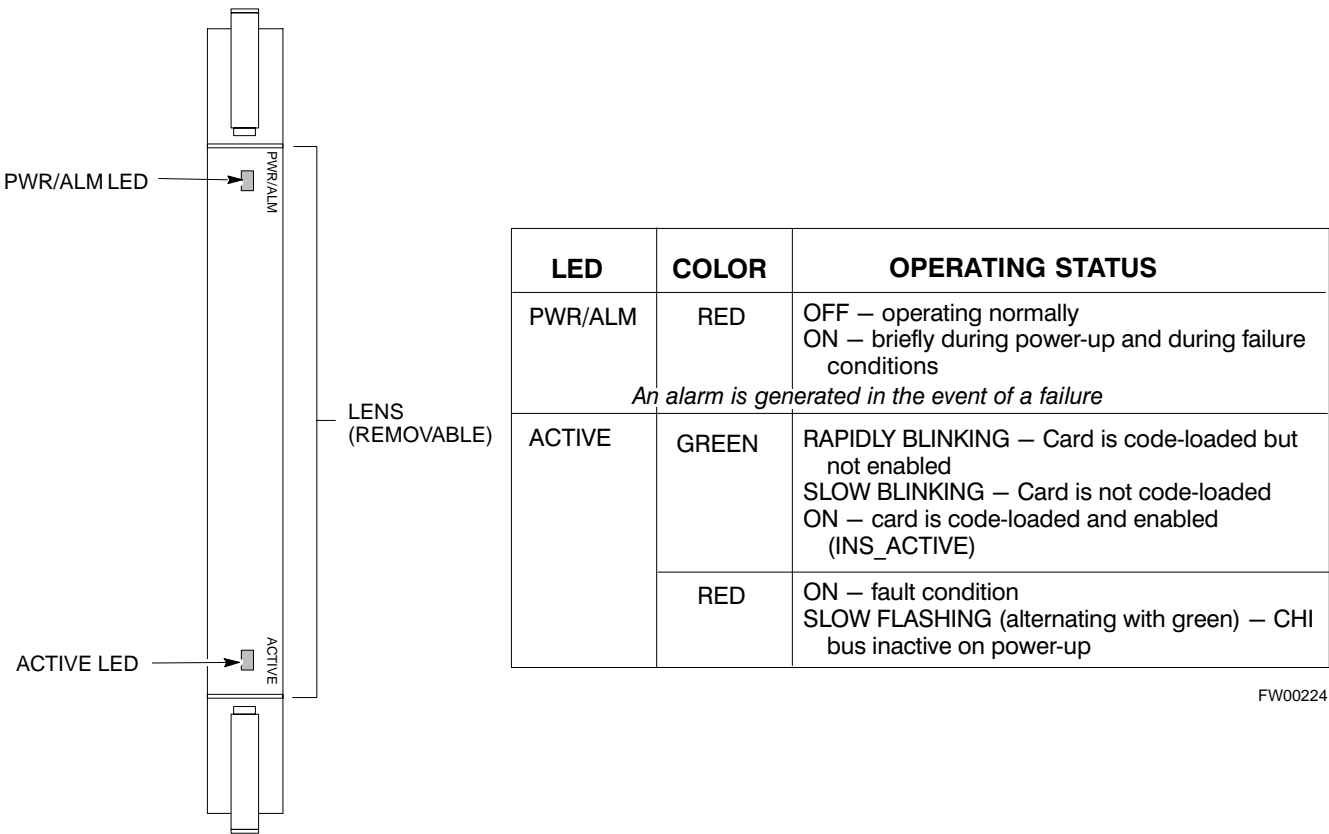 PWR/ALM LED
PWR/ALM
LENS
(REMOVABLE)
ACTIVE LED
ACTIVE
LED COLOR OPERATING STATUS
PWR/ALM RED OFF — operating normally
ON — briefly during power-up and during failure
conditions
An alarm is generated in the event of a failure
ACTIVE GREEN RAPIDLY BLINKING — Card is code-loaded but
not enabled
SLOW BLINKING — Card is not code-loaded
ON — card is code-loaded and enabled
(INS_ACTIVE)
RED ON — fault condition
SLOW FLASHING (alternating with green) — CHI
bus inactive on power-up
FW00224